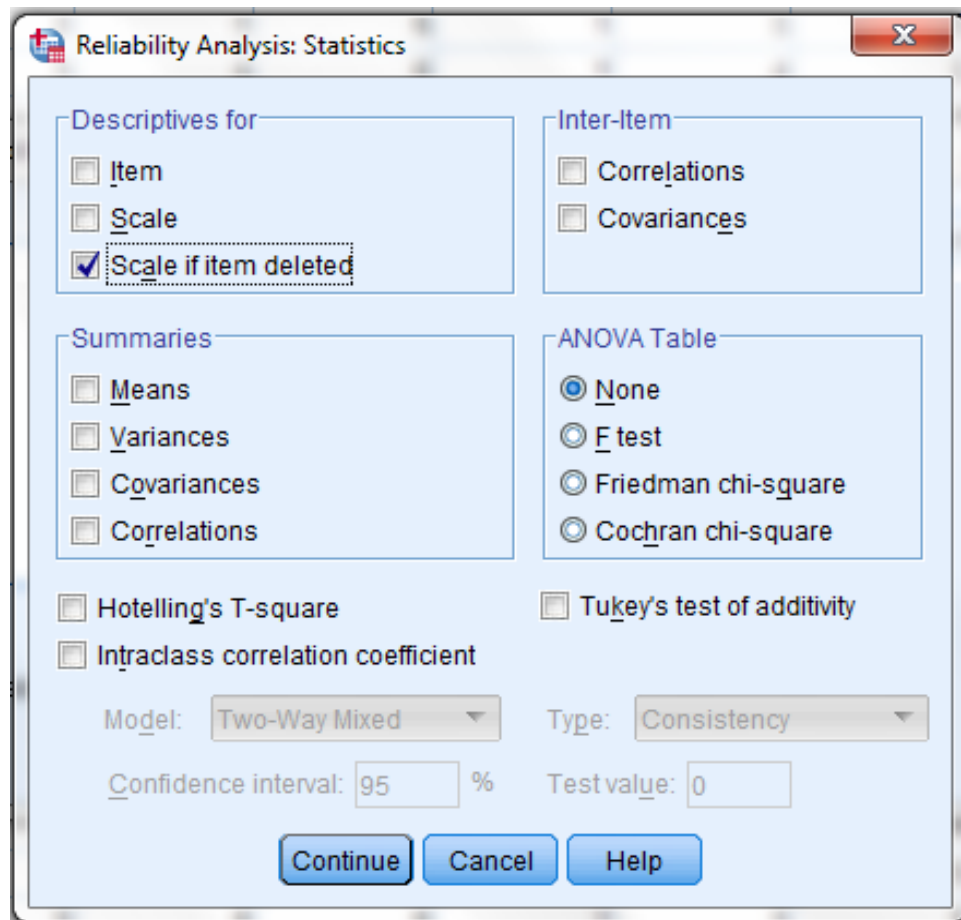 Reliability Analysis: Statistics
Descriptives for
Item
Scale
Scale if item deleted
Inter-Item
Correlations
Covariances
Summaries
Means
Variances
Covariances
Correlations
ANOVA Table
None
F test
Friedman chi-square
Cochran chi-square
Hotelling's T-square
Tukey's test of additivity
Intraclass correlation coefficient
Model: Two-Way Mixed Type: Consistency
Confidence interval: 95 % Test value: 0
Continue Cancel Help